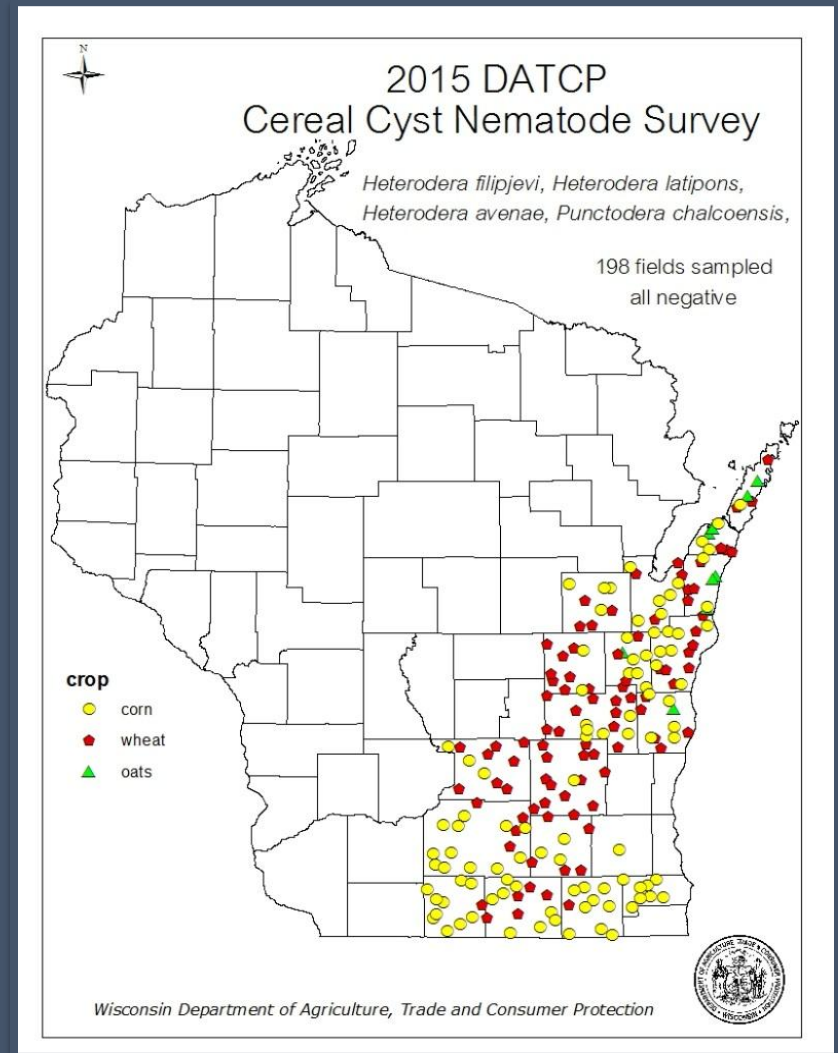 N
2015 DATCP
Cereal Cyst Nematode Survey
Heterodera filipjevi, Heterodera latipons,
Heterodera avenae, Punctodera chalcoensis,
198 fields sampled
all negative
crop
corn
wheat
oats
Wisconsin Department of Agriculture, Trade and Consumer Protection